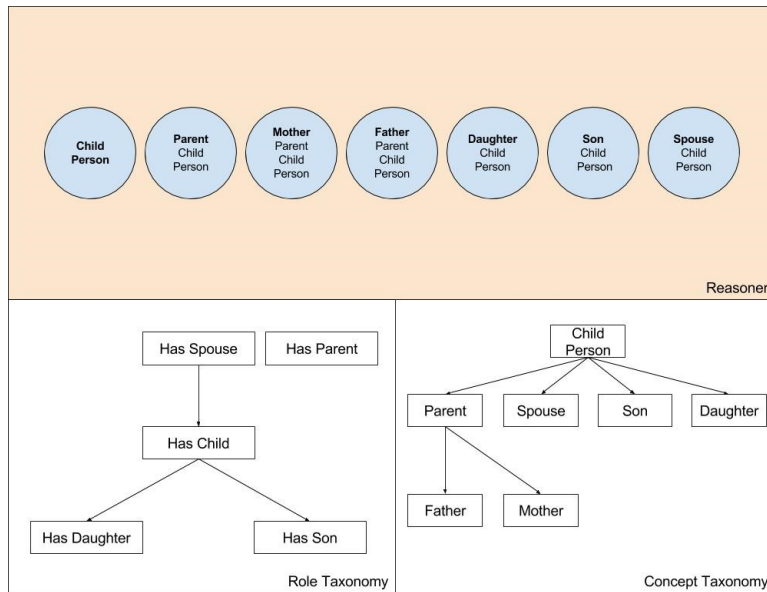 Child
Person
Parent
Child
Person
Mother
Parent
Child
Person
Father
Parent
Child
Person
Daughter
Child
Person
Son
Child
Person
Spouse
Child
Person
Reasoner
Has Spouse
Has Parent
Has Child
Has Daughter
Has Son
Role Taxonomy
Child
Person
Parent
Spouse
Son
Daughter
Father
Mother
Concept Taxonomy